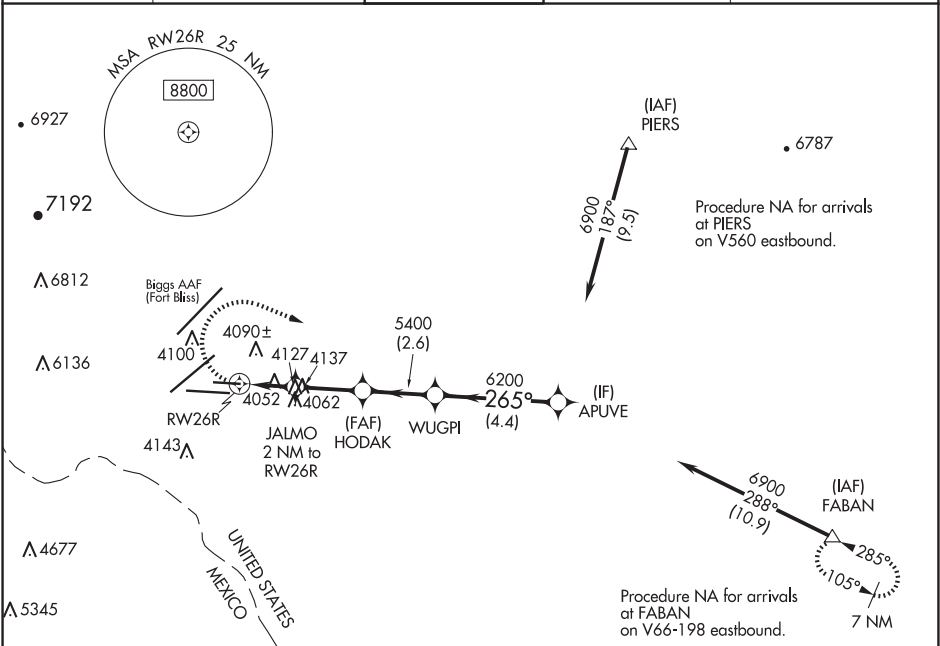 MSA RW26R 25 NM
8800
6927
7192
6812
6136
(IAF)
PIERS
6787
6900
187°
(9.5)
Procedure NA for arrivals
at PIERS
on V560 eastbound.
Biggs AAF
(Fort Bliss)
4100
4090±
4127
4137
4052
4062
RW26R
4143
JALMO
2 NM to
RW26R
(FAF)
HODAK
5400
(2.6)
WUGPI
6200
265°
(4.4)
(IF)
APUVE
6900
288°
(10.9)
(IAF)
FABAN
285°
105°
7 NM
4677
5345
UNITED STATES
MEXICO
Procedure NA for arrivals
at FABAN
on V66-198 eastbound.